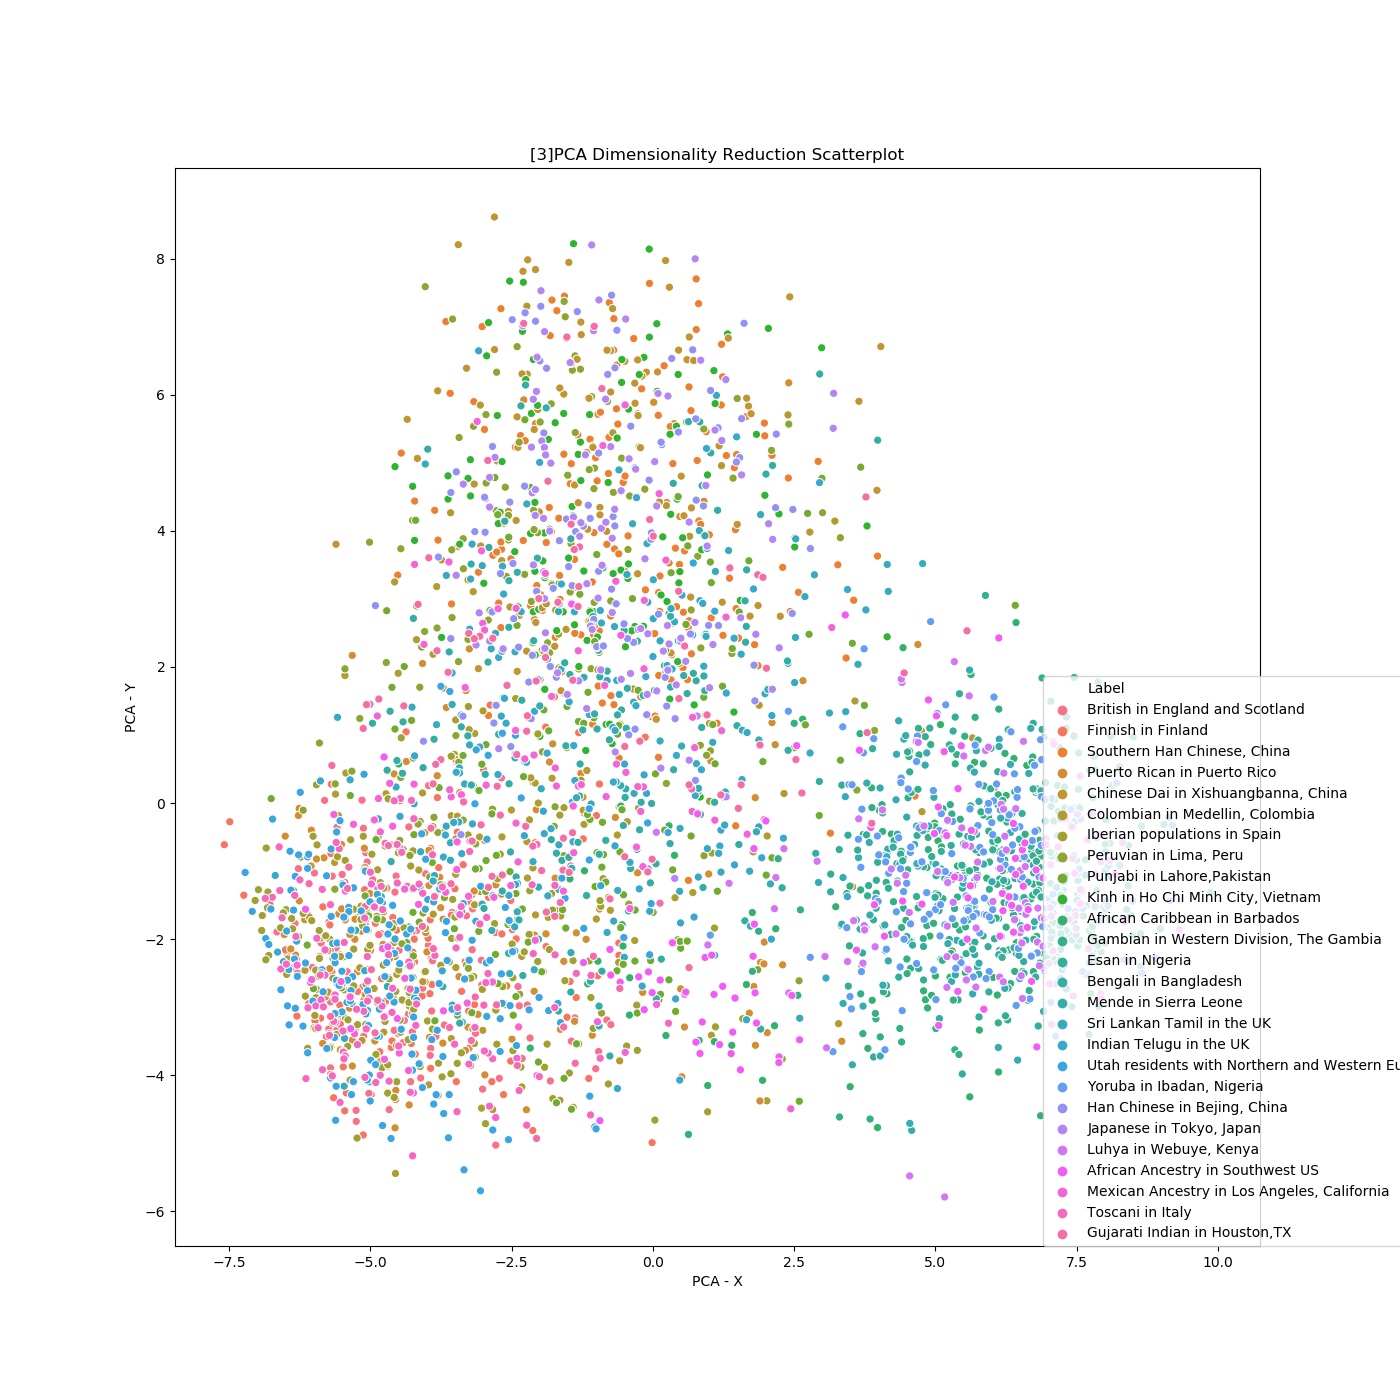 [3]PCA Dimensionality Reduction Scatterplot
PCA - Y
8
6
4
2
0
−2
−4
−6
Label
British in England and Scotland
Finnish in Finland
Southern Han Chinese, China
Puerto Rican in Puerto Rico
Chinese Dai in Xishuangbanna, China
Colombian in Medellin, Colombia
Iberian populations in Spain
Peruvian in Lima, Peru
Punjabi in Lahore,Pakistan
Kinh in Ho Chi Minh City, Vietnam
African Caribbean in Barbados
Gambian in Western Division, The Gambia
Esan in Nigeria
Bengali in Bangladesh
Mende in Sierra Leone
Sri Lankan Tamil in the UK
Indian Telugu in the UK
Utah residents with Northern and Western Eu
Yoruba in Ibadan, Nigeria
Han Chinese in Bejing, China
Japanese in Tokyo, Japan
Luhya in Webuye, Kenya
African Ancestry in Southwest US
Mexican Ancestry in Los Angeles, California
Toscani in Italy
Gujarati Indian in Houston,TX
−7.5 −5.0 −2.5 0.0 2.5 5.0 7.5 10.0
PCA - X